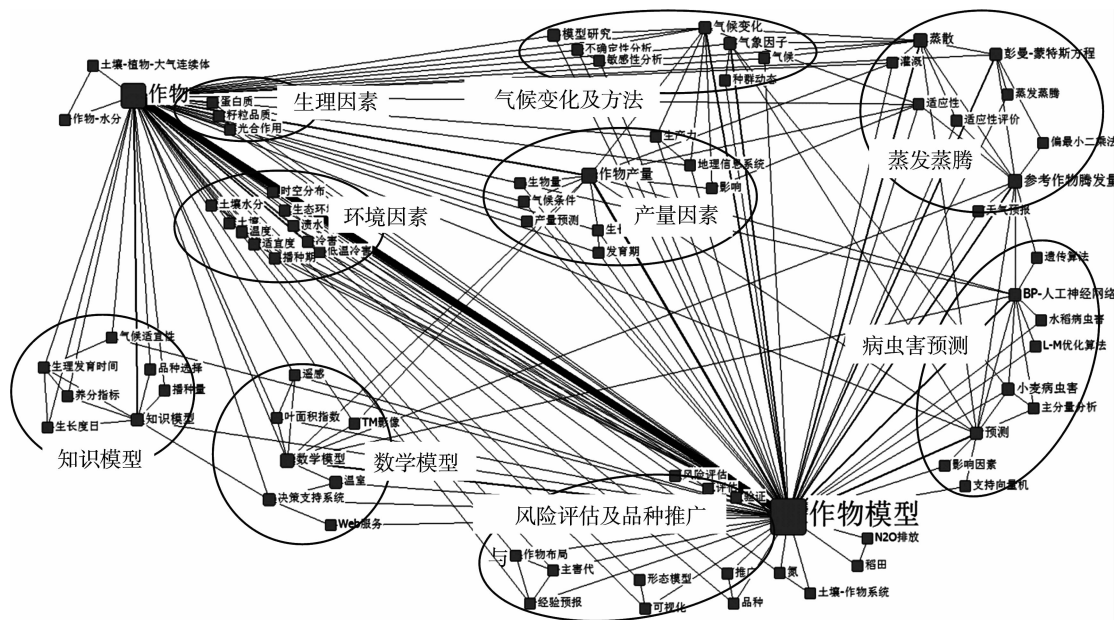 模型研究
气候变化
不确定性分析
敏感性分析
气象因子
气候
种群动态
蒸散
灌溉
彭曼-蒙特斯方程
蒸发蒸腾
适应性
适应性评价
偏最小二乘法
蒸发蒸腾
参考作物腾发量
天气预报
土壤-植物-大气连续体
作物
作物-水分
蛋白质
籽粒品质
光合作用
生理因素
气候变化及方法
生产力
地理信息系统
作物产量
影响
生物量
气候条件
产量预测
产量因素
发育期
时空分布
土壤水分
土壤
温度
渍水
适宜度
冷害
低温冷害
播种期
环境因素
遗传算法
BP-人工神经网络
水稻病虫害
L-M优化算法
病虫害预测
小麦病虫害
主分量分析
预测
影响因素
支持向量机
气候适宜性
生理发育时间
品种选择
播种量
养分指标
知识模型
生长度日
知识模型
遥感
叶面积指数
TM影像
数学模型
数学模型
温室
决策支持系统
Web服务
风险评估
评估
验证
风险评估及品种推广
作物模型
与
作物布局
主害代
经验预报
形态模型
可视化
推广
品种
氮
土壤-作物系统
N2O排放
稻田